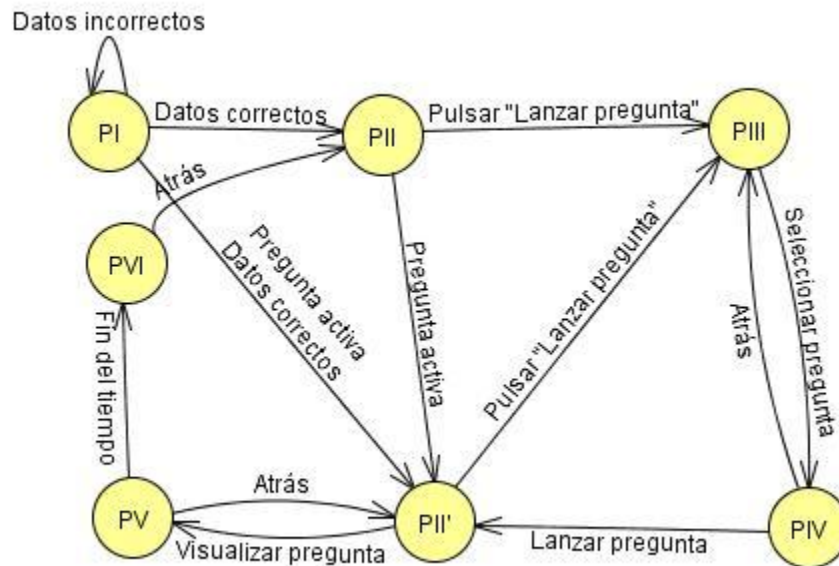 Datos incorrectos
PI
Datos correctos
PII
Pulsar "Lanzar pregunta"
PIII
Atrás
PVI
Pregunta activa
Datos correctos
Pregunta activa
Pulsar "Lanzar pregunta"
Atrás
Seleccionar pregunta
Fin del tiempo
PV
Atrás
Visualizar pregunta
PII'
Lanzar pregunta
PIV